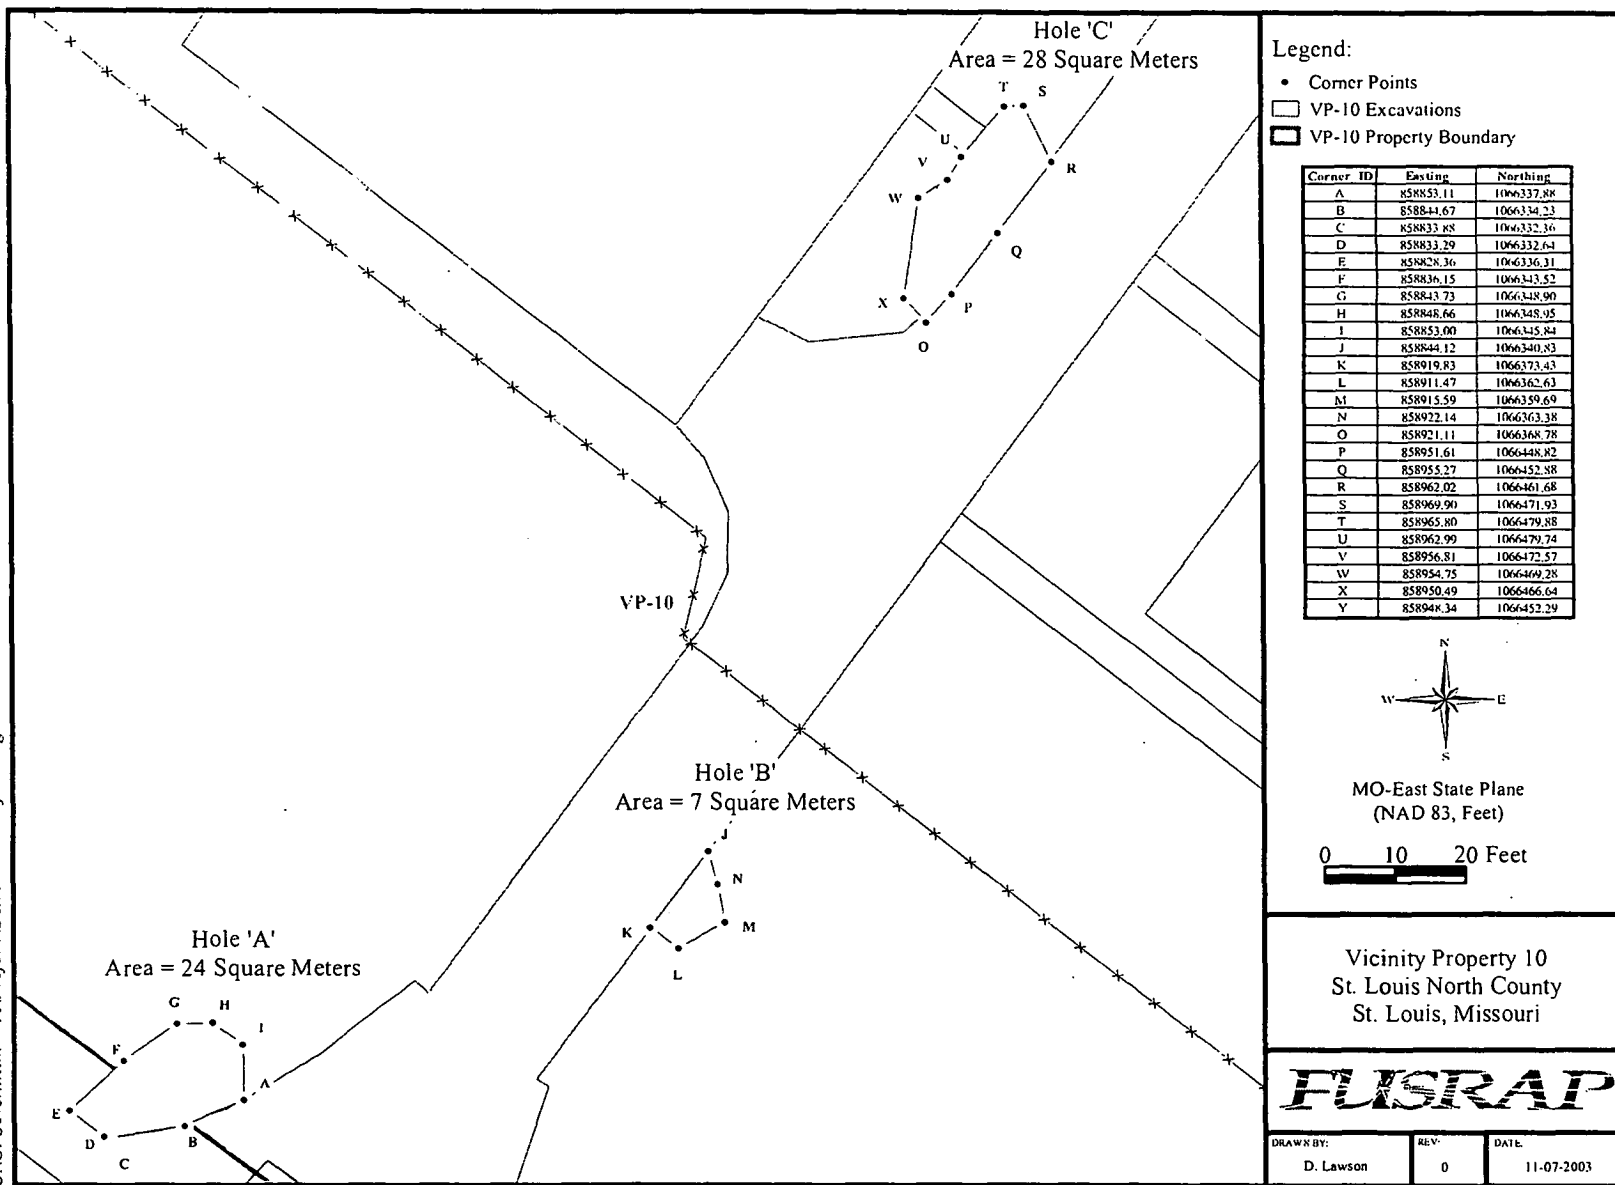 Hole 'C'
Area = 28 Square Meters
T
S
U
V
R
W
Q
X
P
O
VP-10
Hole 'B'
Area = 7 Square Meters
J
N
K
M
L
Hole 'A'
Area = 24 Square Meters
G
H
I
F
A
E
D
B
C
Legend:
Corner Points
VP-10 Excavations
VP-10 Property Boundary
Corner ID Easting Northing
A 858853.11 1066337.88
B 858844.67 1066334.23
C 858833.88 1066332.36
D 858833.29 1066332.64
E 858828.36 1066336.31
F 858836.15 1066343.52
G 858843.73 1066348.90
H 858848.66 1066348.95
I 858853.00 1066345.84
J 858844.12 1066340.83
K 858919.83 1066373.43
L 858911.47 1066362.63
M 858915.59 1066359.69
N 858922.14 1066363.38
O 858921.11 1066368.78
P 858951.61 1066448.82
Q 858955.27 1066452.88
R 858962.02 1066461.68
S 858969.90 1066471.93
T 858965.80 1066479.88
U 858962.99 1066479.74
V 858956.81 1066472.57
W 858954.75 1066469.28
X 858950.49 1066466.64
Y 858948.34 1066452.29
N
W E
S
MO-East State Plane
(NAD 83, Feet)
0 10 20 Feet
Vicinity Property 10
St. Louis North County
St. Louis, Missouri
FUSRAP
DRAWN BY: REV: DATE:
D. Lawson 0 11-07-2003